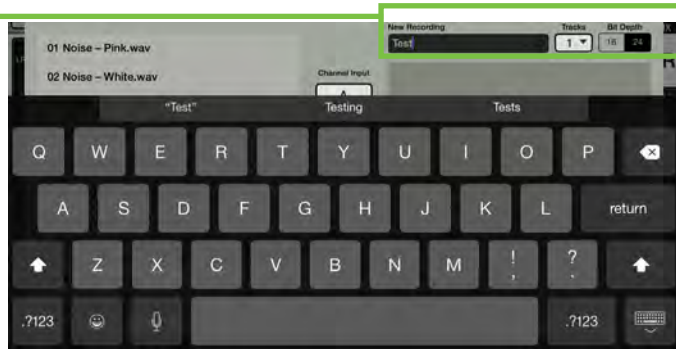 New Recording Tracks Bit Depth
Test 1 16 24
01 Noise – Pink.wav
02 Noise – White.wav
Channel Input
A
"Test" Testing Tests
Q W E R T Y U I O P
A S D F G H J K L return
Z X C V B N M ! , ? .
.?123 .?123